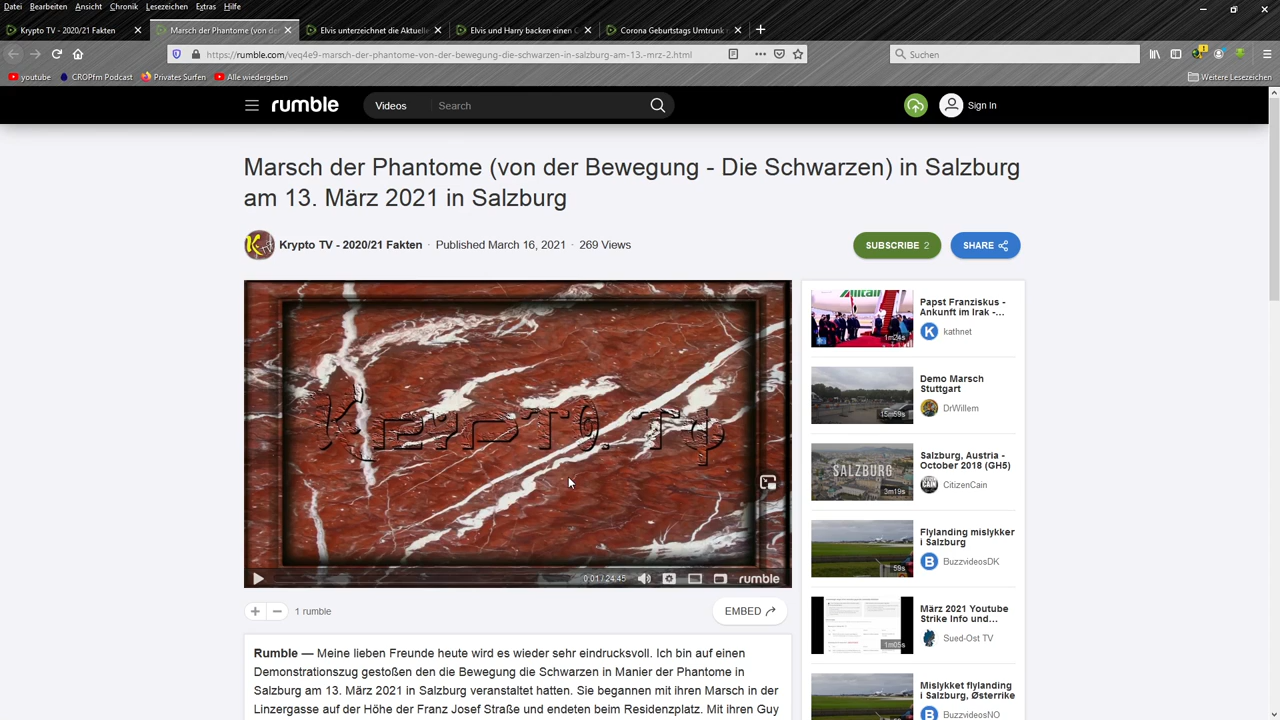 Datei Bearbeiten Ansicht Chronik Lesezeichen Extras Hilfe
Krypto TV - 2020/21 Fakten
Marsch der Phantome (von de
Elvis unterzeichnet die Aktuelle
Elvis und Harry backen einen
Corona Geburtstags Umtrunk
https://rumble.com/veq4e9-marsch-der-phantome-von-der-bewegung-die-schwarzen-in-salzburg-am-13.-mrz-2.html
Suchen
youtube CROPfm Podcast Privates Surfen Alle wiedergeben
Weitere Lesezeichen
rumble Videos Search Sign In
Marsch der Phantome (von der Bewegung - Die Schwarzen) in Salzburg
am 13. März 2021 in Salzburg
Krypto TV - 2020/21 Fakten · Published March 16, 2021 · 269 Views
SUBSCRIBE 2
SHARE
KrypTo.TV
0:01 / 24:45
rumble
1 rumble
EMBED
Rumble — Meine lieben Freunde heute wird es wieder sehr eindrucksvoll. Ich bin auf einen
Demonstrationszug gestoßen den die Bewegung die Schwarzen in Manier der Phantome in
Salzburg am 13. März 2021 in Salzburg veranstaltet hatten. Sie begannen mit ihren Marsch in der
Linzergasse auf der Höhe der Franz Josef Straße und endeten beim Residenzplatz. Mit ihren Guy
Papst Franziskus -
Ankunft im Irak -...
kathnet
1m24s
Demo Marsch
Stuttgart
DrWillem
15m59s
SALZBURG
Salzburg, Austria -
October 2018 (GH5)
CitizenCain
3m19s
Flylanding mislykker
i Salzburg
BuzzvideosDK
59s
März 2021 Youtube
Strike Info und...
Sued-Ost TV
1m05s
Mislykket flylanding
i Salzburg, Østerrike
BuzzvideosNO